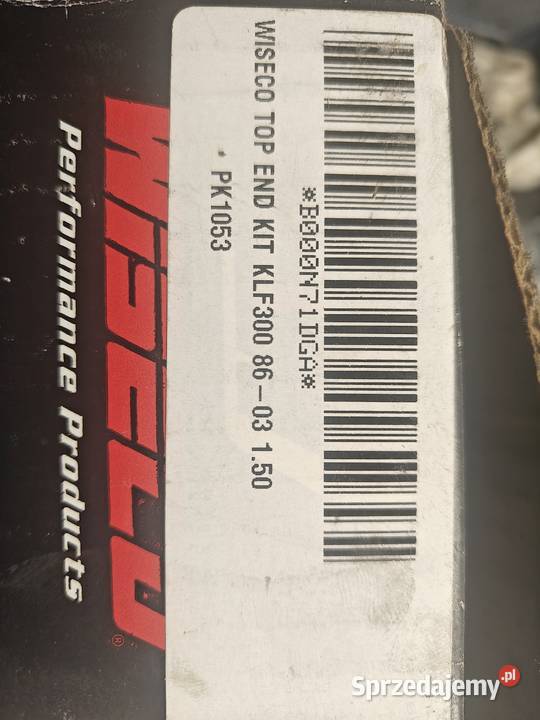 *B000N71DGA*
WISECO TOP END KIT KLF300 86-03 1.50
PK1053
WISECO®
Performance Products
Sprzedajemy.pl